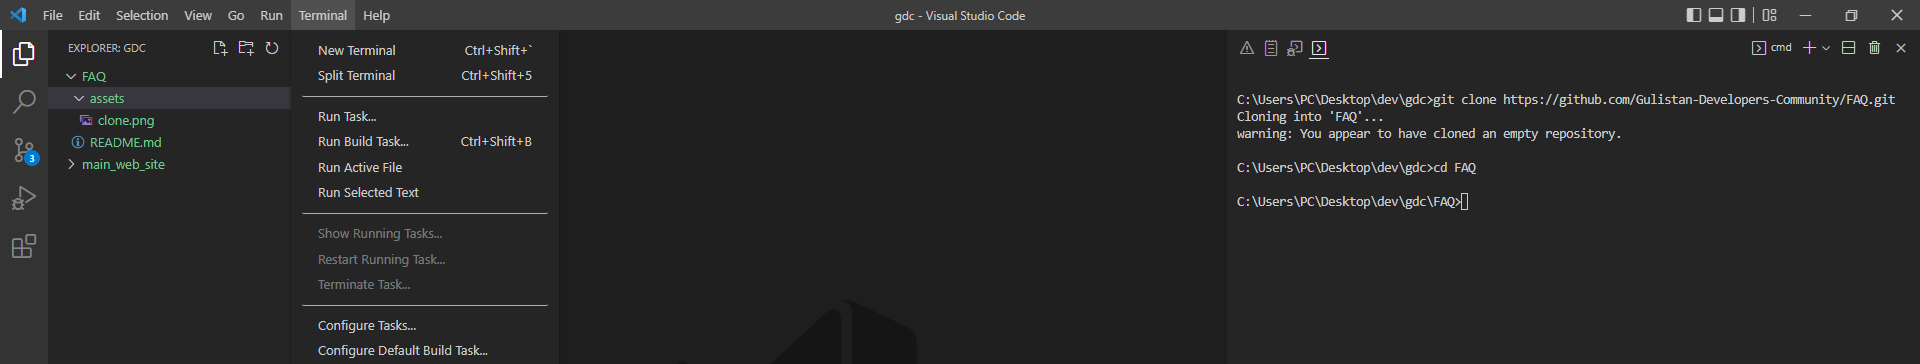 File Edit Selection View Go Run Terminal Help
gdc - Visual Studio Code
EXPLORER: GDC
FAQ
assets
clone.png
README.md
main_web_site
3
New Terminal Ctrl+Shift+`
Split Terminal Ctrl+Shift+5
Run Task...
Run Build Task... Ctrl+Shift+B
Run Active File
Run Selected Text
Show Running Tasks...
Restart Running Task...
Terminate Task...
Configure Tasks...
Configure Default Build Task...
cmd
C:\Users\PC\Desktop\dev\gdc>git clone https://github.com/Gulistan-Developers-Community/FAQ.git
Cloning into 'FAQ'...
warning: You appear to have cloned an empty repository.
C:\Users\PC\Desktop\dev\gdc>cd FAQ
C:\Users\PC\Desktop\dev\gdc\FAQ>